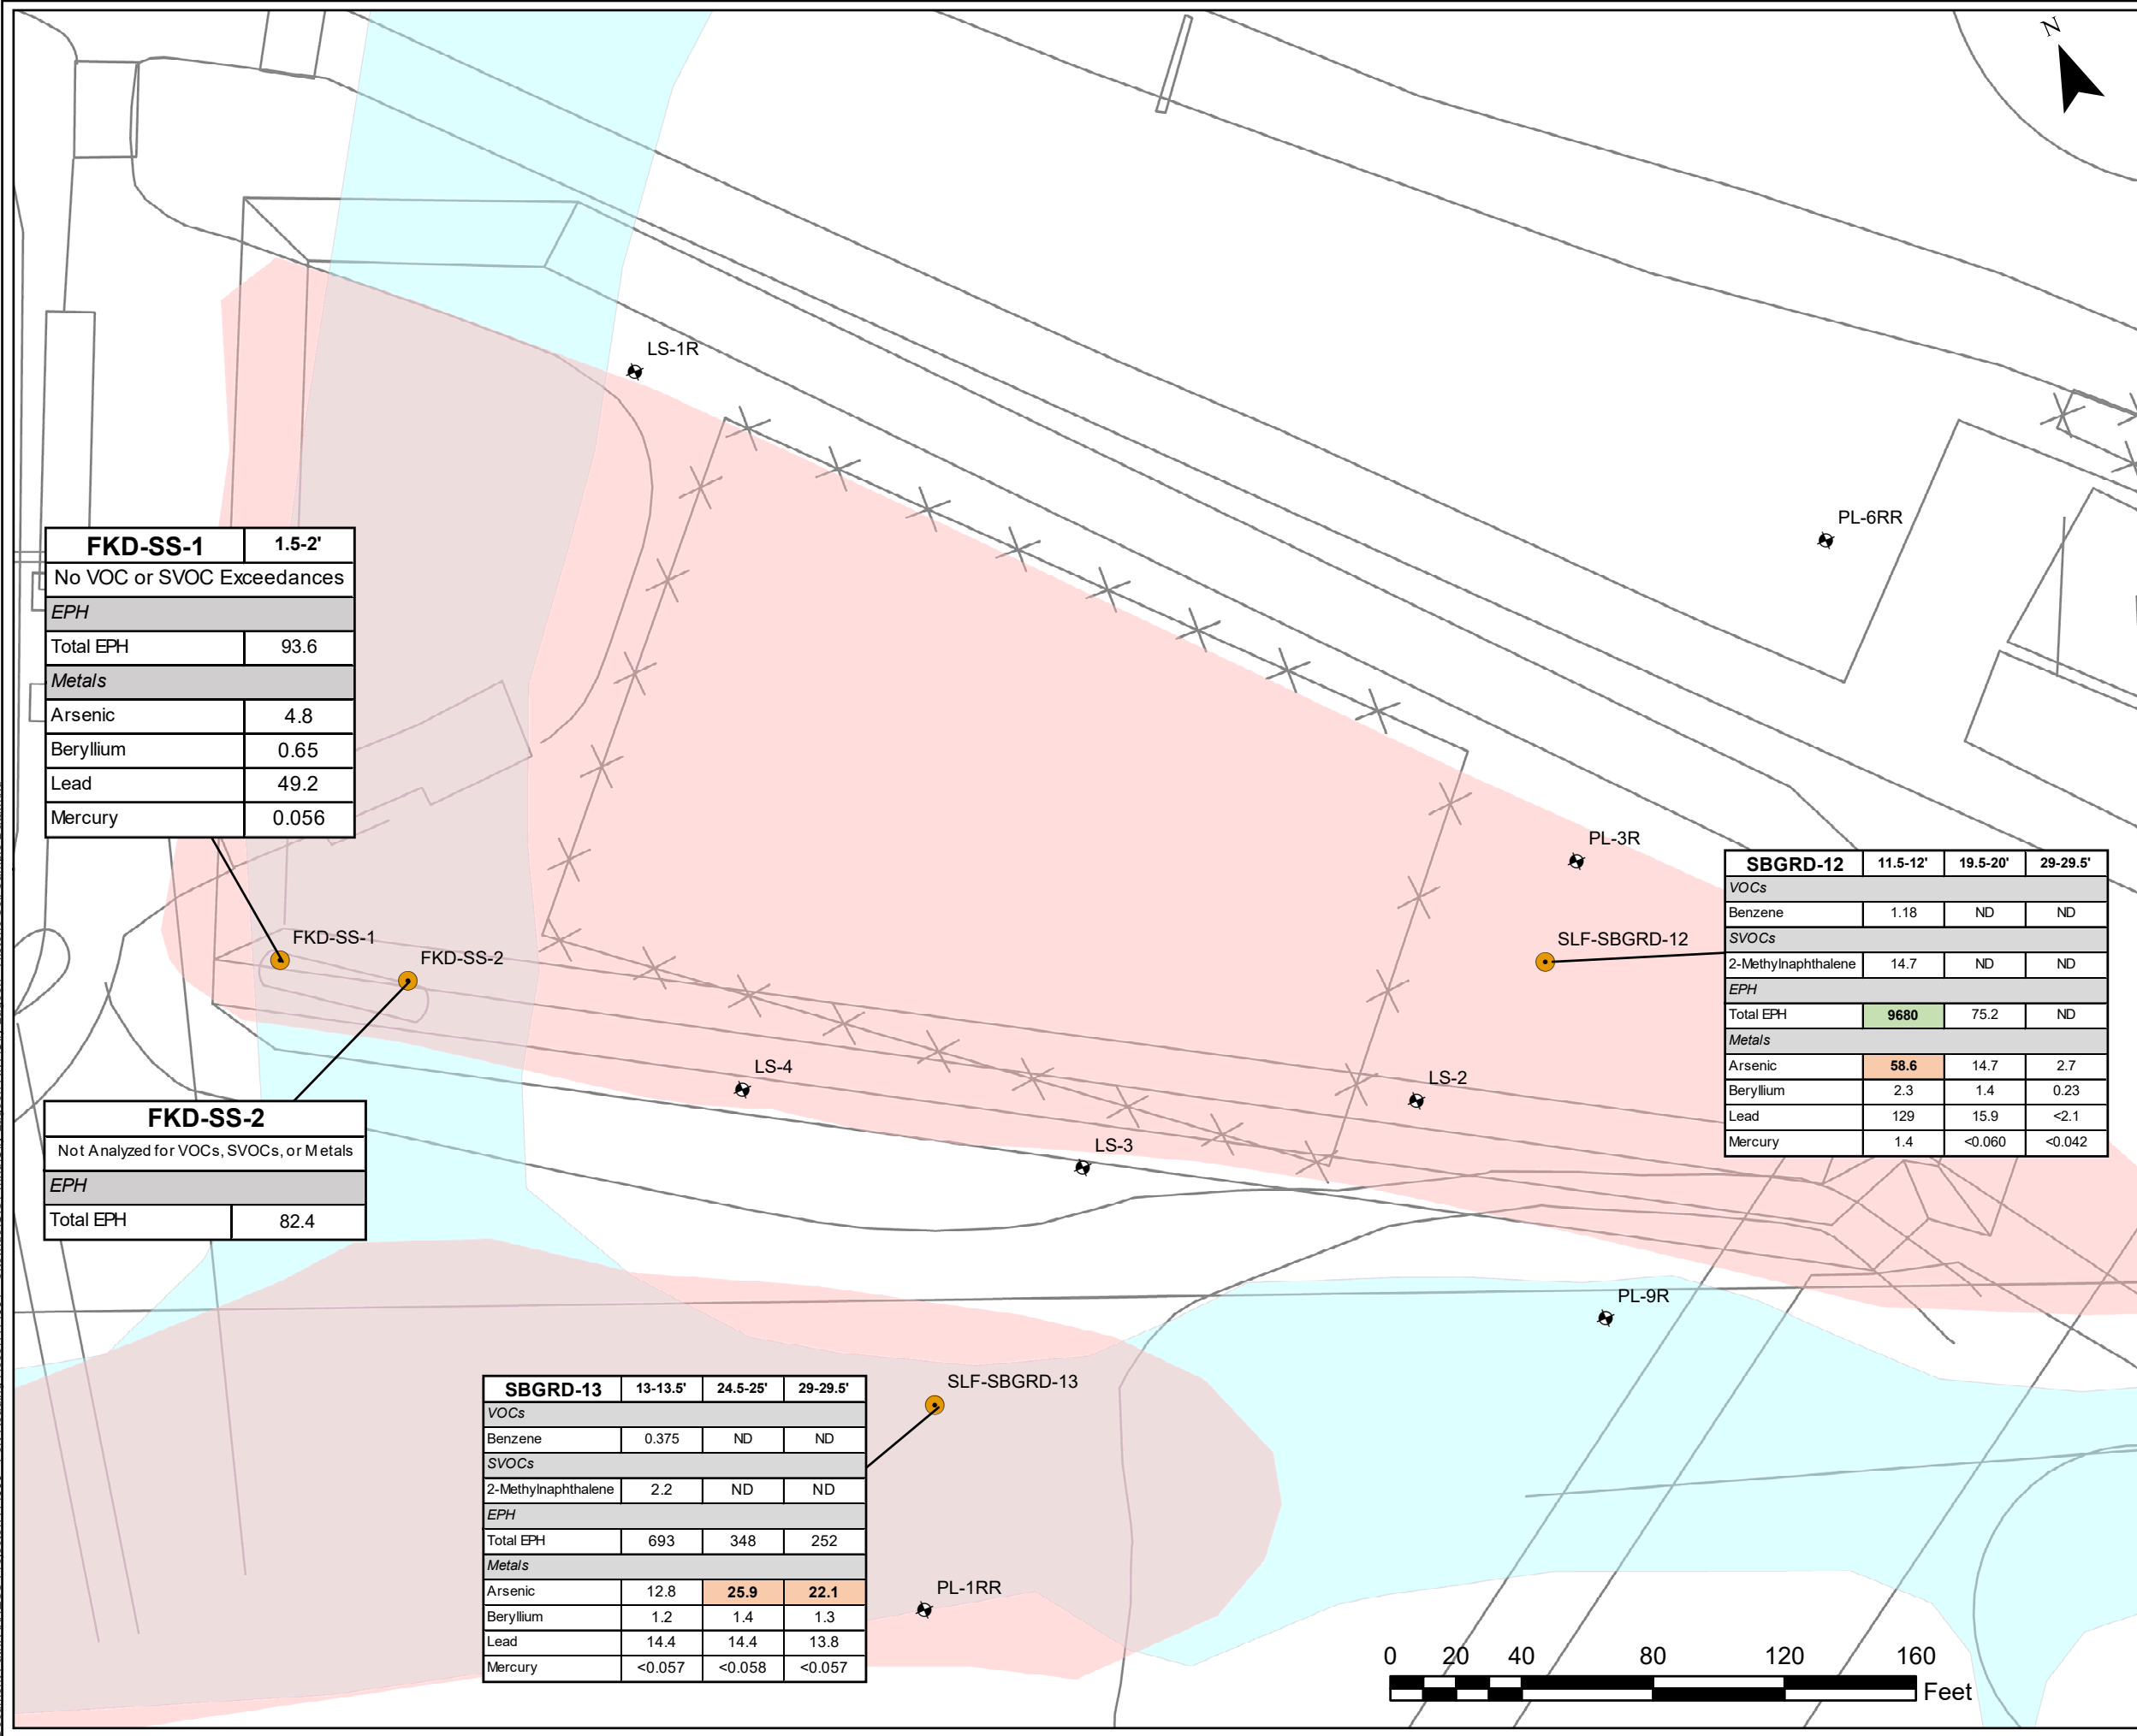 N
LS-1R
PL-6RR
FKD-SS-1 1.5-2'
No VOC or SVOC Exceedances
EPH
Total EPH 93.6
Metals
Arsenic 4.8
Beryllium 0.65
Lead 49.2
Mercury 0.056
PL-3R
SBGRD-12 11.5-12' 19.5-20' 29-29.5'
VOCs
Benzene 1.18 ND ND
SVOCs
2-Methylnaphthalene 14.7 ND ND
EPH
Total EPH 9680 75.2 ND
Metals
Arsenic 58.6 14.7 2.7
Beryllium 2.3 1.4 0.23
Lead 129 15.9 <2.1
Mercury 1.4 <0.060 <0.042
FKD-SS-1
FKD-SS-2
SLF-SBGRD-12
LS-4
LS-2
LS-3
FKD-SS-2
Not Analyzed for VOCs, SVOCs, or Metals
EPH
Total EPH 82.4
PL-9R
SLF-SBGRD-13
SBGRD-13 13-13.5' 24.5-25' 29-29.5'
VOCs
Benzene 0.375 ND ND
SVOCs
2-Methylnaphthalene 2.2 ND ND
EPH
Total EPH 693 348 252
Metals
Arsenic 12.8 25.9 22.1
Beryllium 1.2 1.4 1.3
Lead 14.4 14.4 13.8
Mercury <0.057 <0.058 <0.057
PL-1RR
0 20 40 80 120 160
Feet